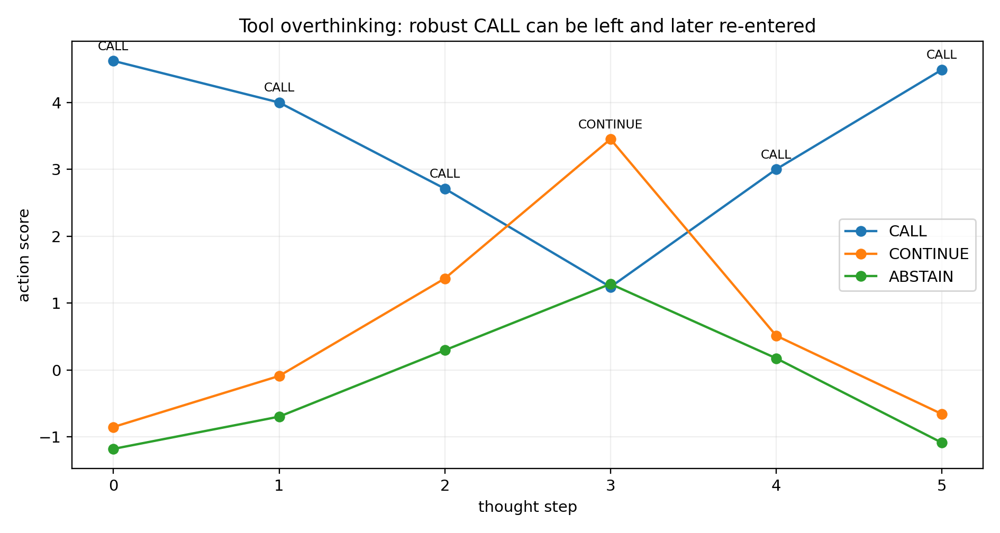 Tool overthinking: robust CALL can be left and later re-entered
CALL
CALL
CALL
CONTINUE
CALL
CALL
action score
4
3
2
1
0
−1
CALL
CONTINUE
ABSTAIN
0 1 2 3 4 5
thought step